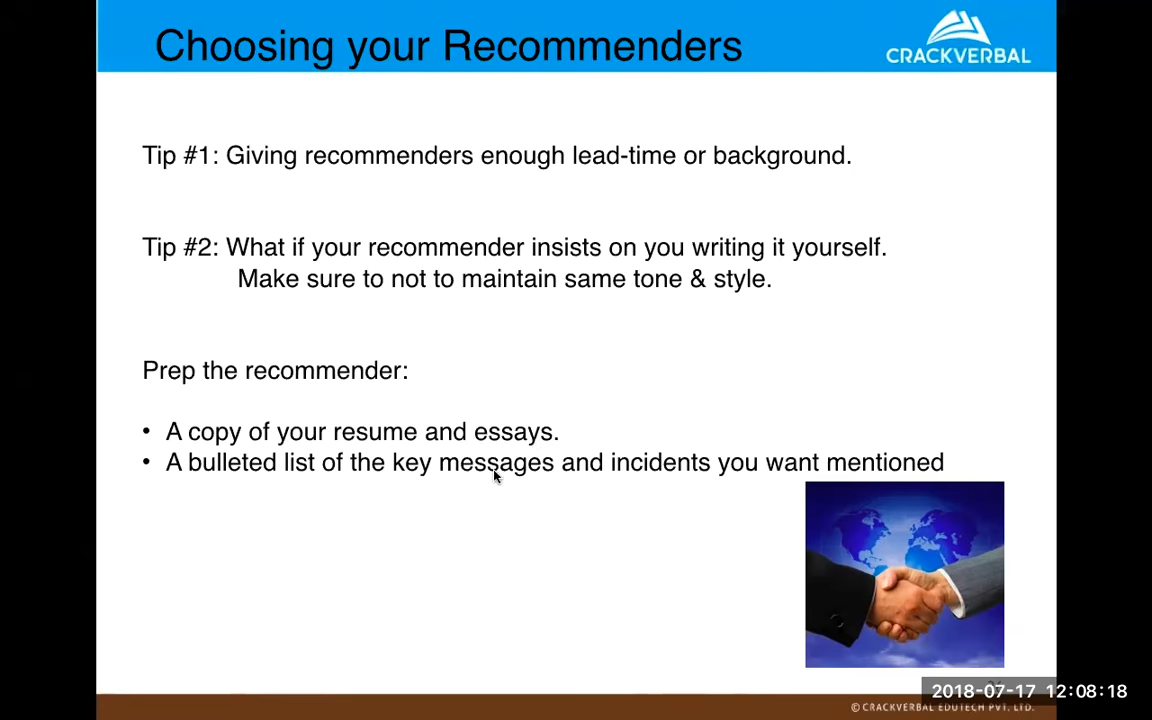 Choosing your Recommenders
CRACKVERBAL
Tip #1: Giving recommenders enough lead-time or background.
Tip #2: What if your recommender insists on you writing it yourself.
Make sure to not to maintain same tone & style.
Prep the recommender:
• A copy of your resume and essays.
• A bulleted list of the key messages and incidents you want mentioned
2018-07-17 12:08:18
© CRACKVERBAL EDUTECH PVT. LTD.